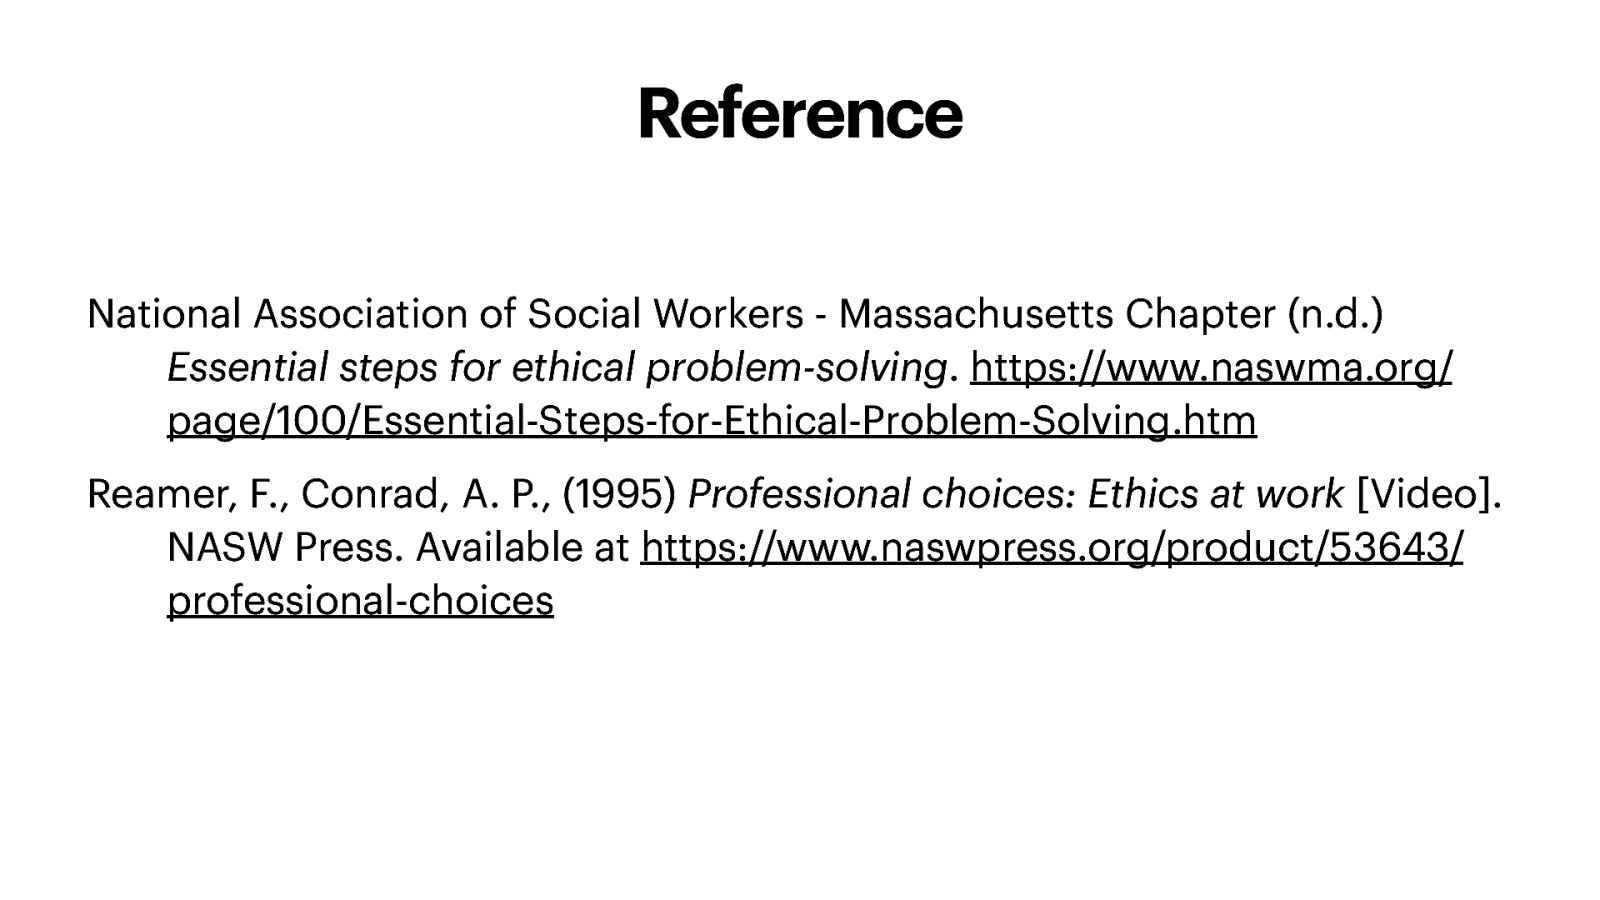 Reference
National Association of Social Workers - Massachusetts Chapter (n.d.)
Essential steps for ethical problem-solving. https://www.naswma.org/
page/100/Essential-Steps-for-Ethical-Problem-Solving.htm
Reamer, F., Conrad, A. P., (1995) Professional choices: Ethics at work [Video].
NASW Press. Available at https://www.naswpress.org/product/53643/
professional-choices